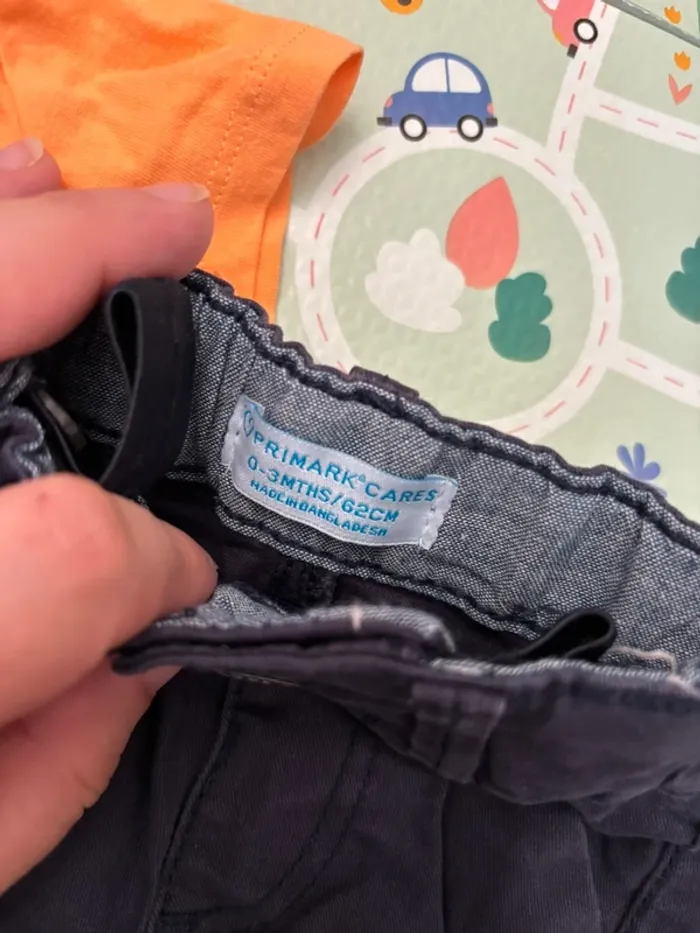 PRIMARK® CARES
0-3MTHS/62CM
MADE IN BANGLADESH